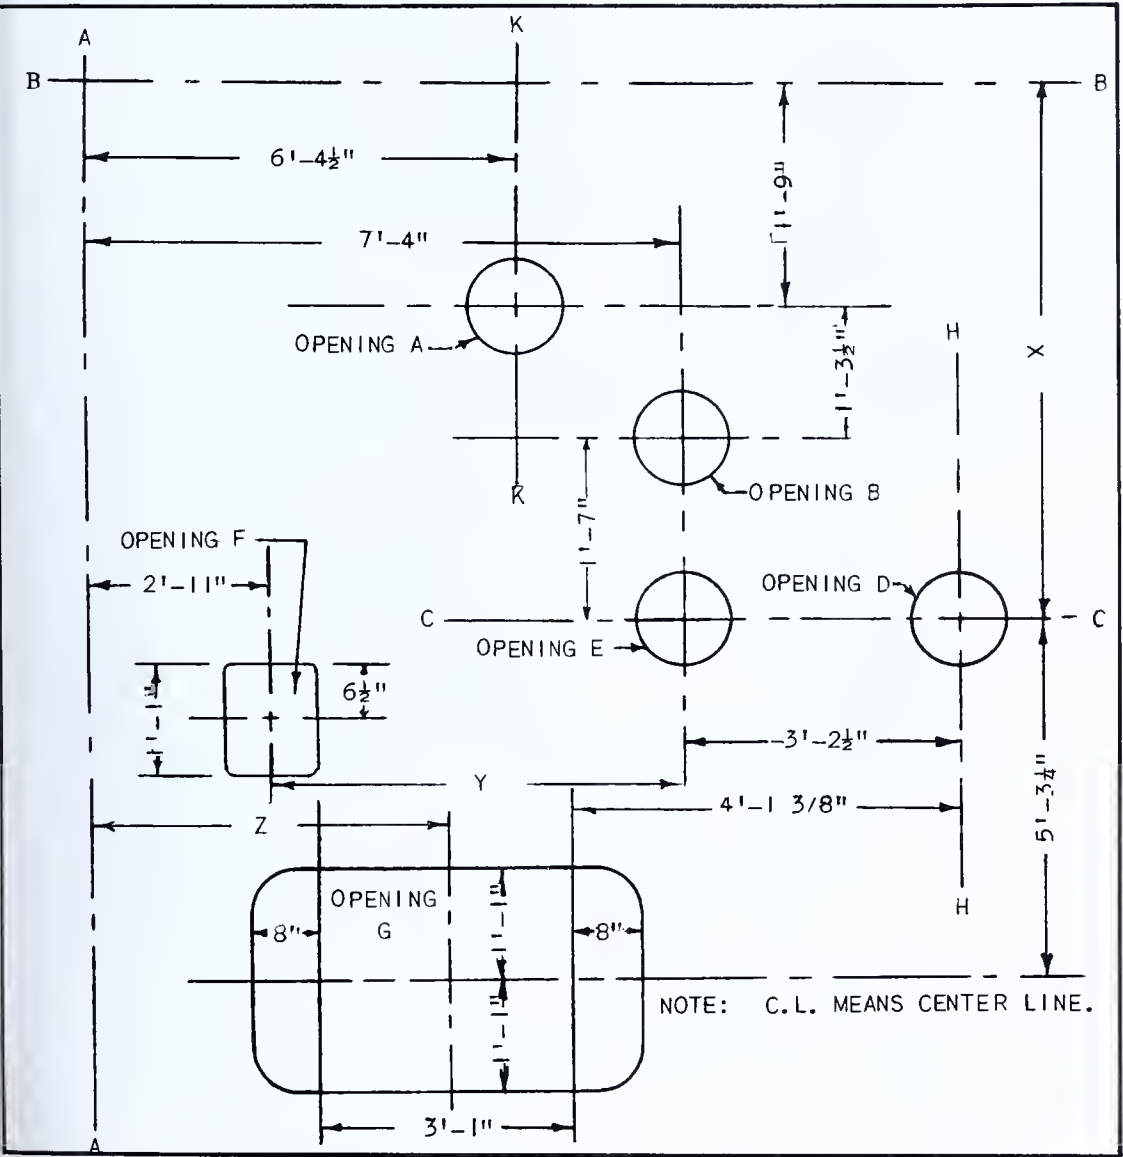 A
K
B
B
6'-4½"
1'-9"
7'-4"
OPENING A
1'-3½"
H
X
K
OPENING B
1'-7"
OPENING F
2'-11"
OPENING D
C
C
OPENING E
1'-1"
6½"
3'-2½"
Y
4'-1 3/8"
5'-3¼"
Z
OPENING
G
1'-1"
H
8"
8"
1'-1"
NOTE: C.L. MEANS CENTER LINE.
3'-1"
A